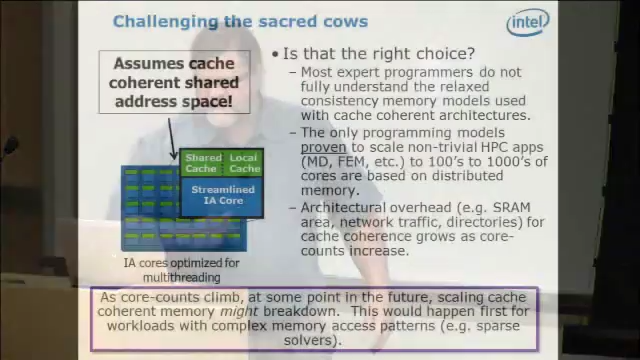 Challenging the sacred cows
intel
Assumes cache
coherent shared
address space!
Shared
Cache
Local
Cache
Streamlined
IA Core
IA cores optimized for
multithreading
• Is that the right choice?
– Most expert programmers do not
fully understand the relaxed
consistency memory models used
with cache coherent architectures.
– The only programming models
proven to scale non-trivial HPC apps
(MD, FEM, etc.) to 100's to 1000's of
cores are based on distributed
memory.
– Architectural overhead (e.g. SRAM
area, network traffic, directories) for
cache coherence grows as core-
counts increase.
As core-counts climb, at some point in the future, scaling cache
coherent memory might breakdown. This would happen first for
workloads with complex memory access patterns (e.g. sparse
solvers).